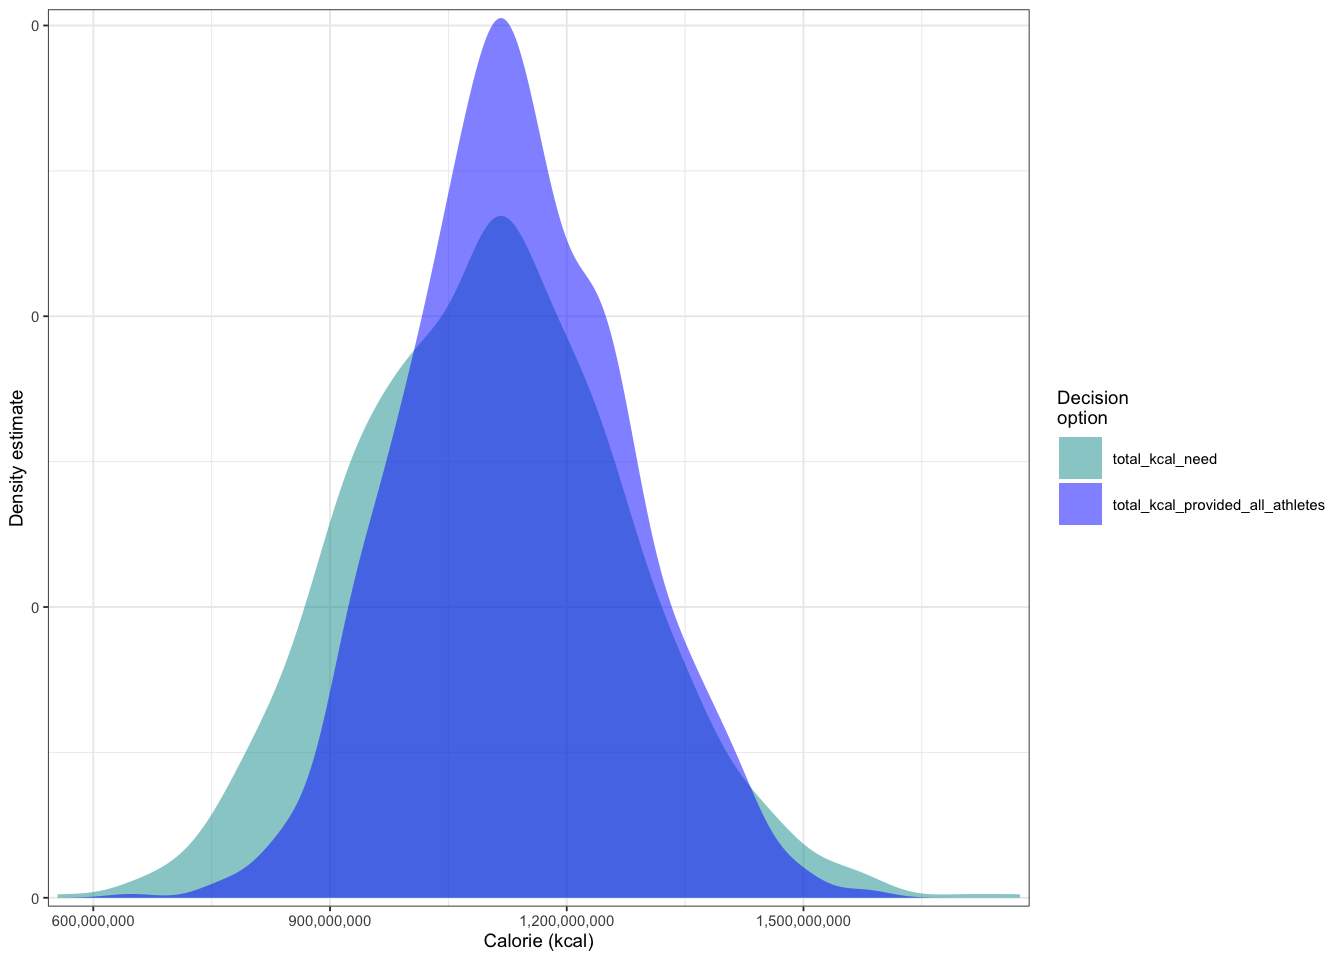 0
0
0
0
Density estimate
600,000,000
900,000,000
1,200,000,000
1,500,000,000
Calorie (kcal)
Decision
option
total_kcal_need
total_kcal_provided_all_athletes